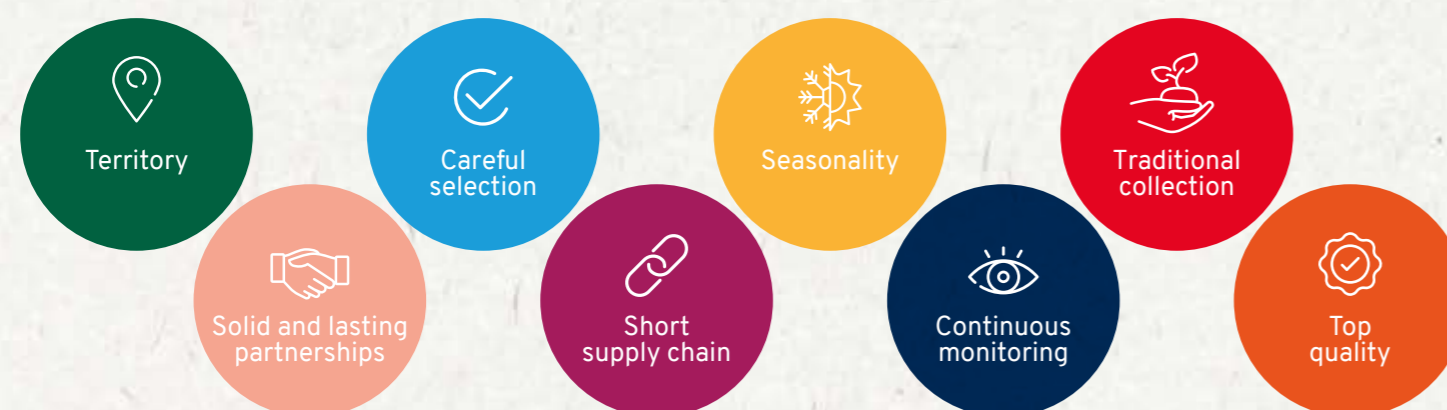 Territory
Careful
selection
Seasonality
Traditional
collection
Solid and lasting
partnerships
Short
supply chain
Continuous
monitoring
Top
quality